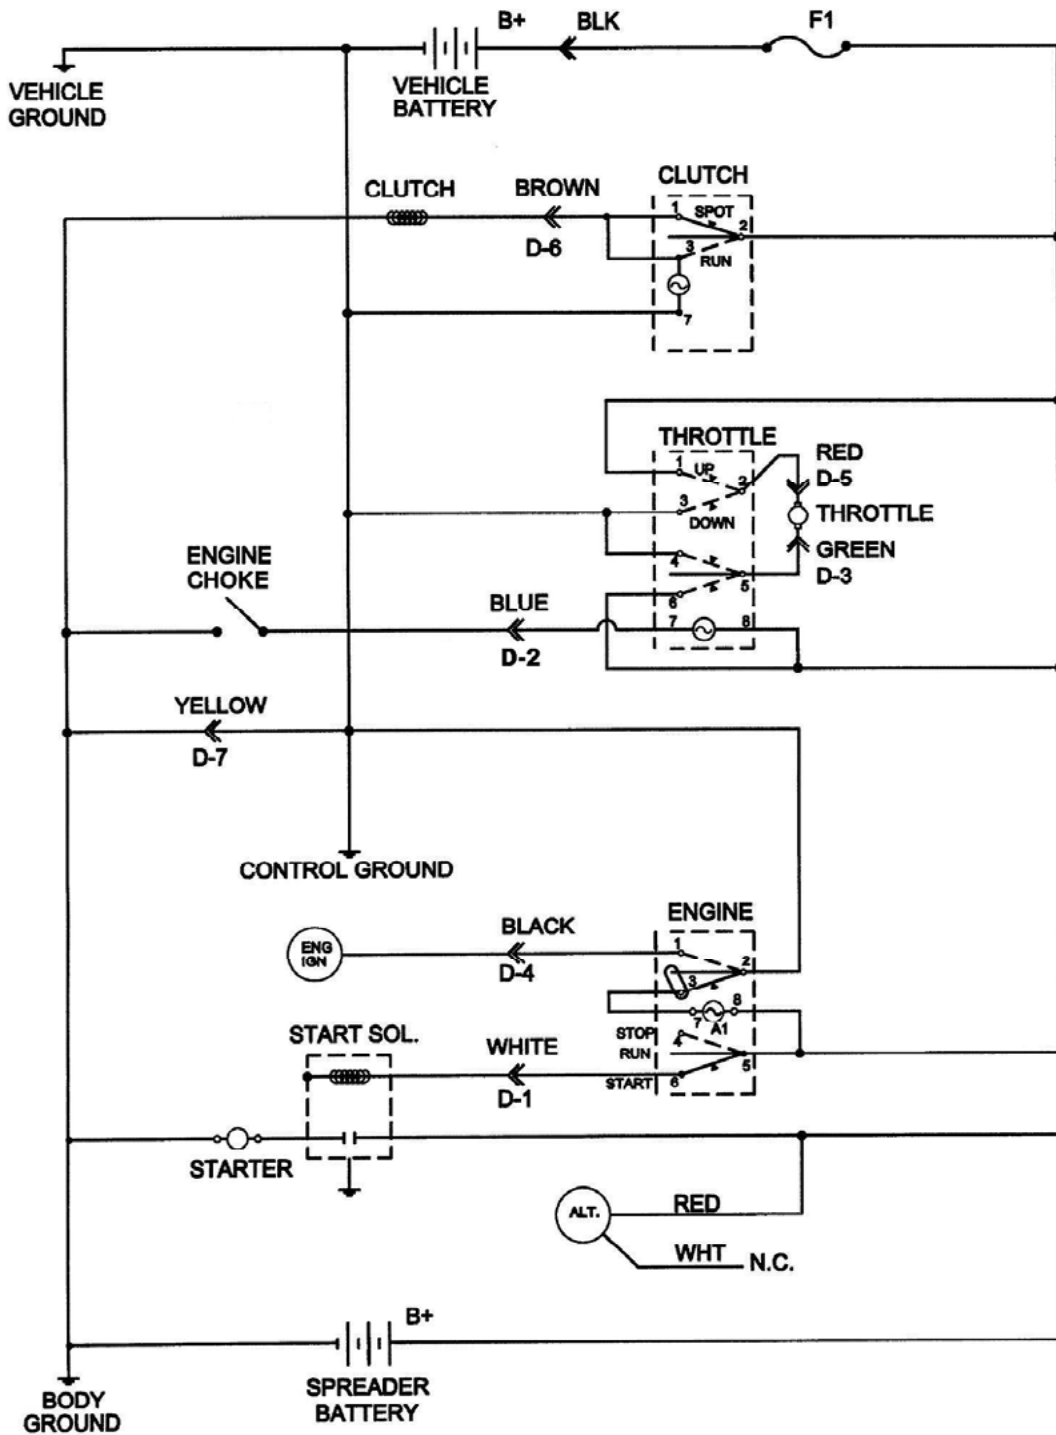 B+
BLK
F1
VEHICLE
GROUND
VEHICLE
BATTERY
CLUTCH
BROWN
D-6
CLUTCH
1
SPOT
2
3
RUN
7
THROTTLE
1
UP
2
3
DOWN
4
5
6
7
8
RED
D-5
THROTTLE
GREEN
D-3
ENGINE
CHOKE
BLUE
D-2
YELLOW
D-7
CONTROL GROUND
ENG
IGN
BLACK
D-4
ENGINE
1
2
3
7
A1
8
STOP
4
RUN
5
START
6
START SOL.
WHITE
D-1
STARTER
ALT.
RED
WHT
N.C.
B+
SPREADER
BATTERY
BODY
GROUND